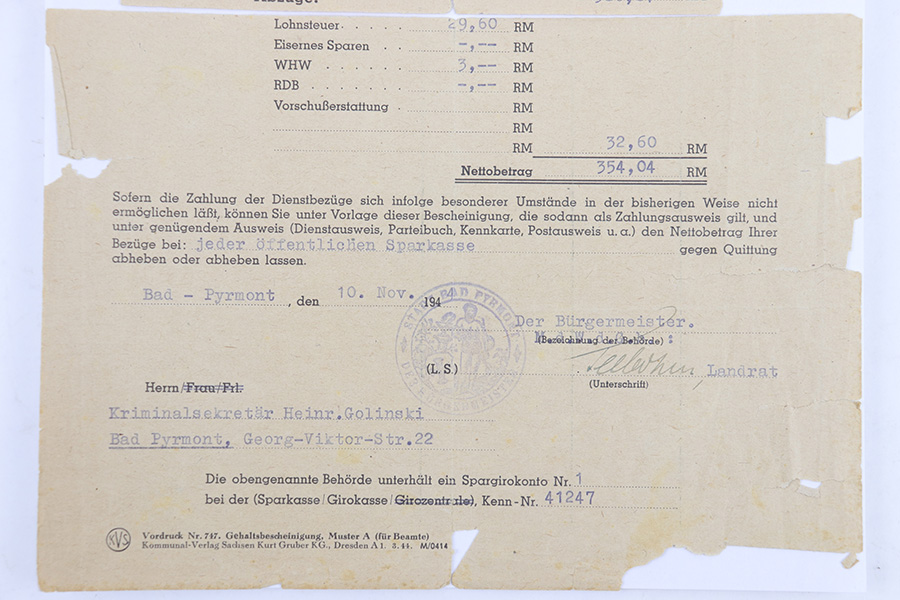 Lohnsteuer . . . . 29,60 RM
Eisernes Sparen . . -,-- RM
WHW . . . . . . 3,-- RM
RDB . . . . . . . -,-- RM
Vorschußerstattung . RM
RM
RM 32,60 RM
Nettobetrag 354,04 RM
Sofern die Zahlung der Dienstbezüge sich infolge besonderer Umstände in der bisherigen Weise nicht
ermöglichen läßt, können Sie unter Vorlage dieser Bescheinigung, die sodann als Zahlungsausweis gilt, und
unter genügendem Ausweis (Dienstausweis, Parteibuch, Kennkarte, Postausweis u. a.) den Nettobetrag Ihrer
Bezüge bei: jeder öffentlichen Sparkasse gegen Quittung
abheben oder abheben lassen.
Bad - Pyrmont, den 10. Nov. 194
STADT BAD PYRMONT
DER BÜRGERMEISTER
Der Bürgermeister.
(Bezeichnung der Behörde)
(L. S.) Landrat
(Unterschrift)
Herrn/Frau/Frl.
Kriminalsekretär Heinr.Golinski
Bad Pyrmont, Georg-Viktor-Str.22
Die obengenannte Behörde unterhält ein Spargirokonto Nr. 1
bei der (Sparkasse/Girokasse/Girozentrale), Kenn-Nr. 41247
KVS Vordruck Nr. 747. Gehaltsbescheinigung, Muster A (für Beamte)
Kommunal-Verlag Sachsen Kurt Gruber KG., Dresden A 1. 3. 44. M/0414